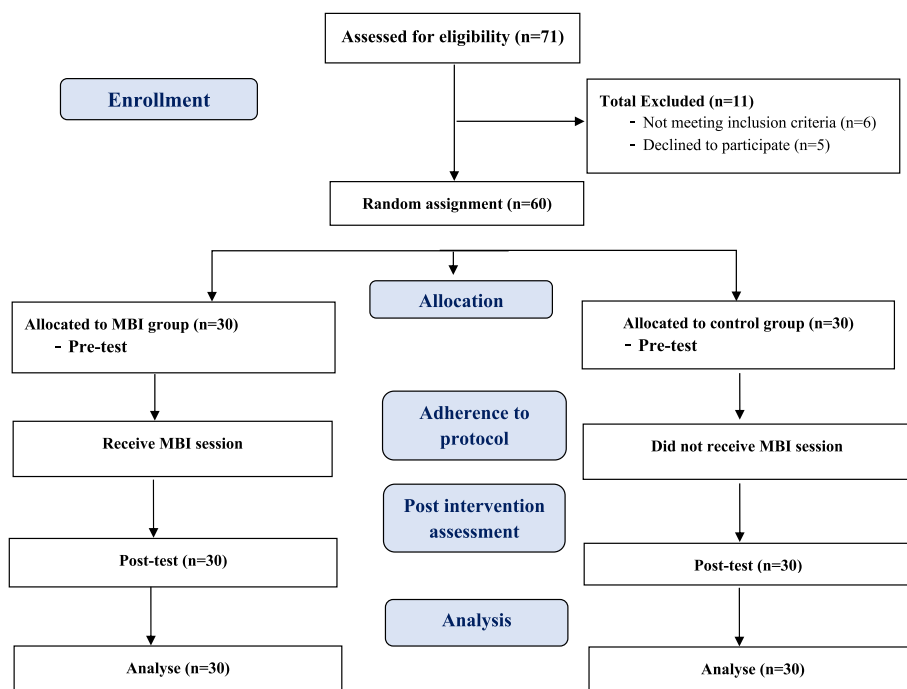 Assessed for eligibility (n=71)
Enrollment
Total Excluded (n=11)
- Not meeting inclusion criteria (n=6)
- Declined to participate (n=5)
Random assignment (n=60)
Allocation
Allocated to MBI group (n=30)
- Pre-test
Allocated to control group (n=30)
- Pre-test
Adherence to
protocol
Receive MBI session
Did not receive MBI session
Post intervention
assessment
Post-test (n=30)
Post-test (n=30)
Analysis
Analyse (n=30)
Analyse (n=30)